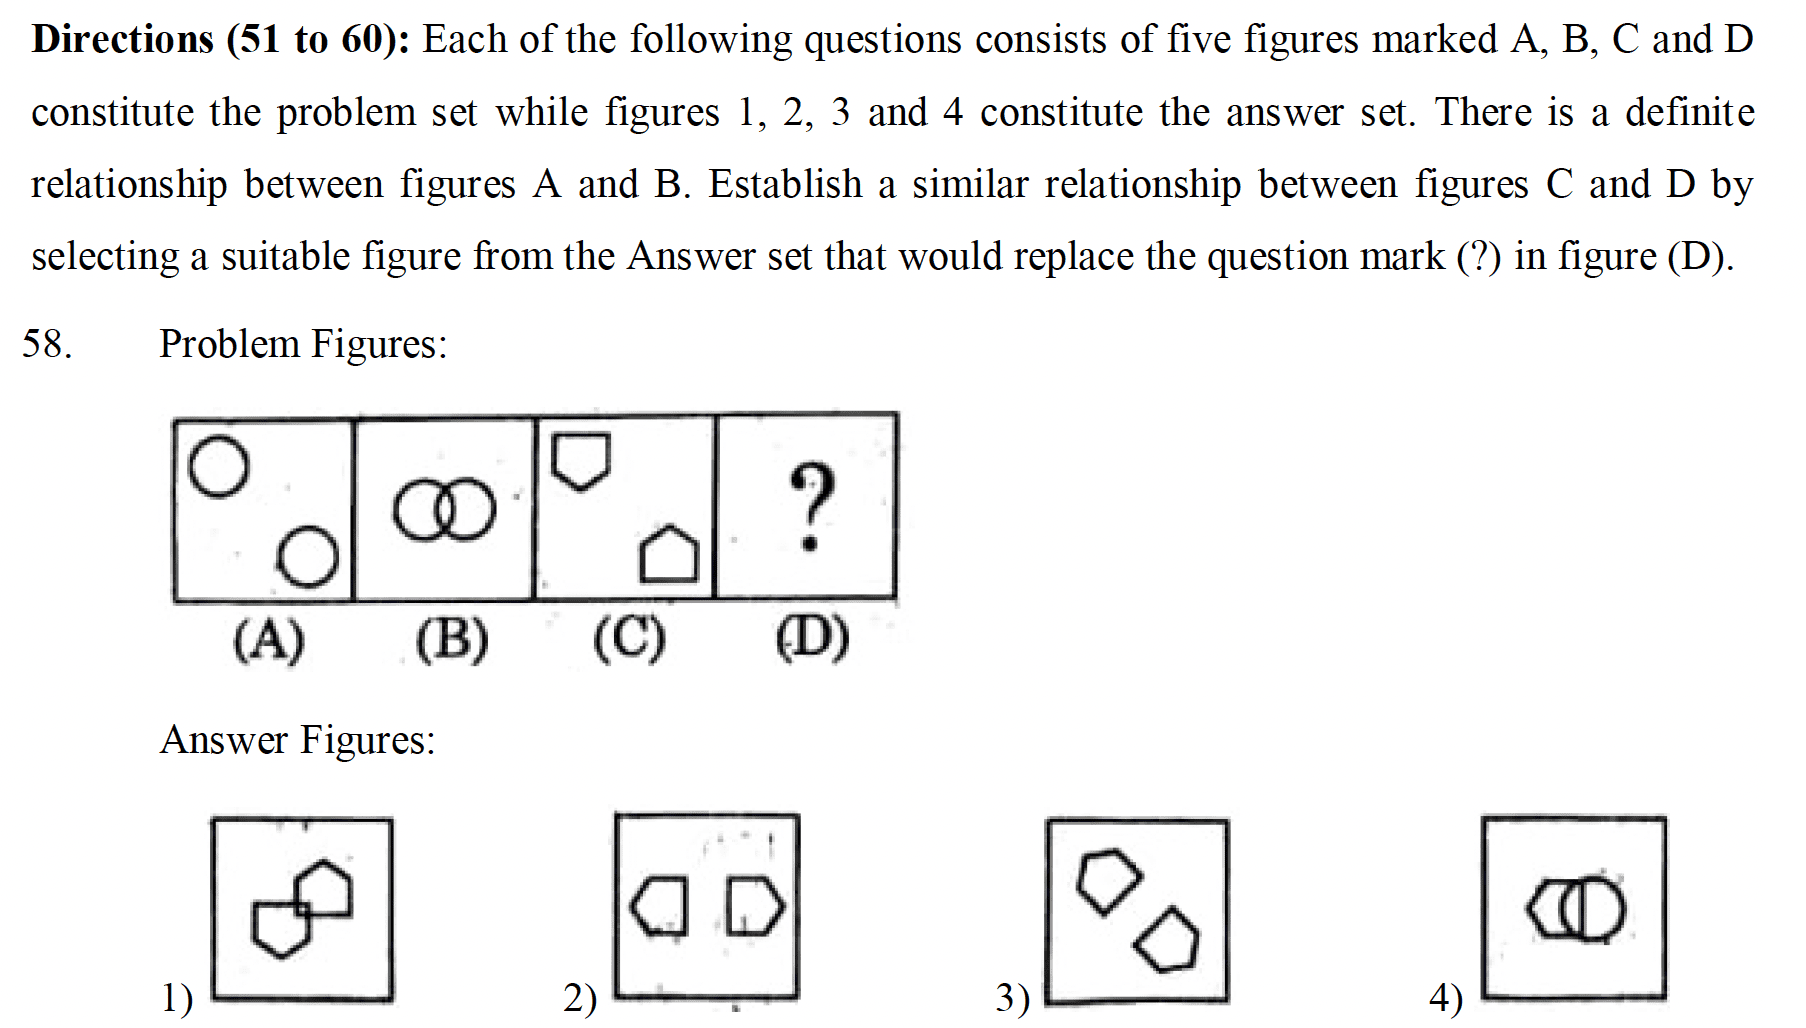 Directions (51 to 60): Each of the following questions consists of five figures marked A, B, C and D
constitute the problem set while figures 1, 2, 3 and 4 constitute the answer set. There is a definite
relationship between figures A and B. Establish a similar relationship between figures C and D by
selecting a suitable figure from the Answer set that would replace the question mark (?) in figure (D).
58. Problem Figures:
?
(A) (B) (C) (D)
Answer Figures:
1) 2) 3) 4)